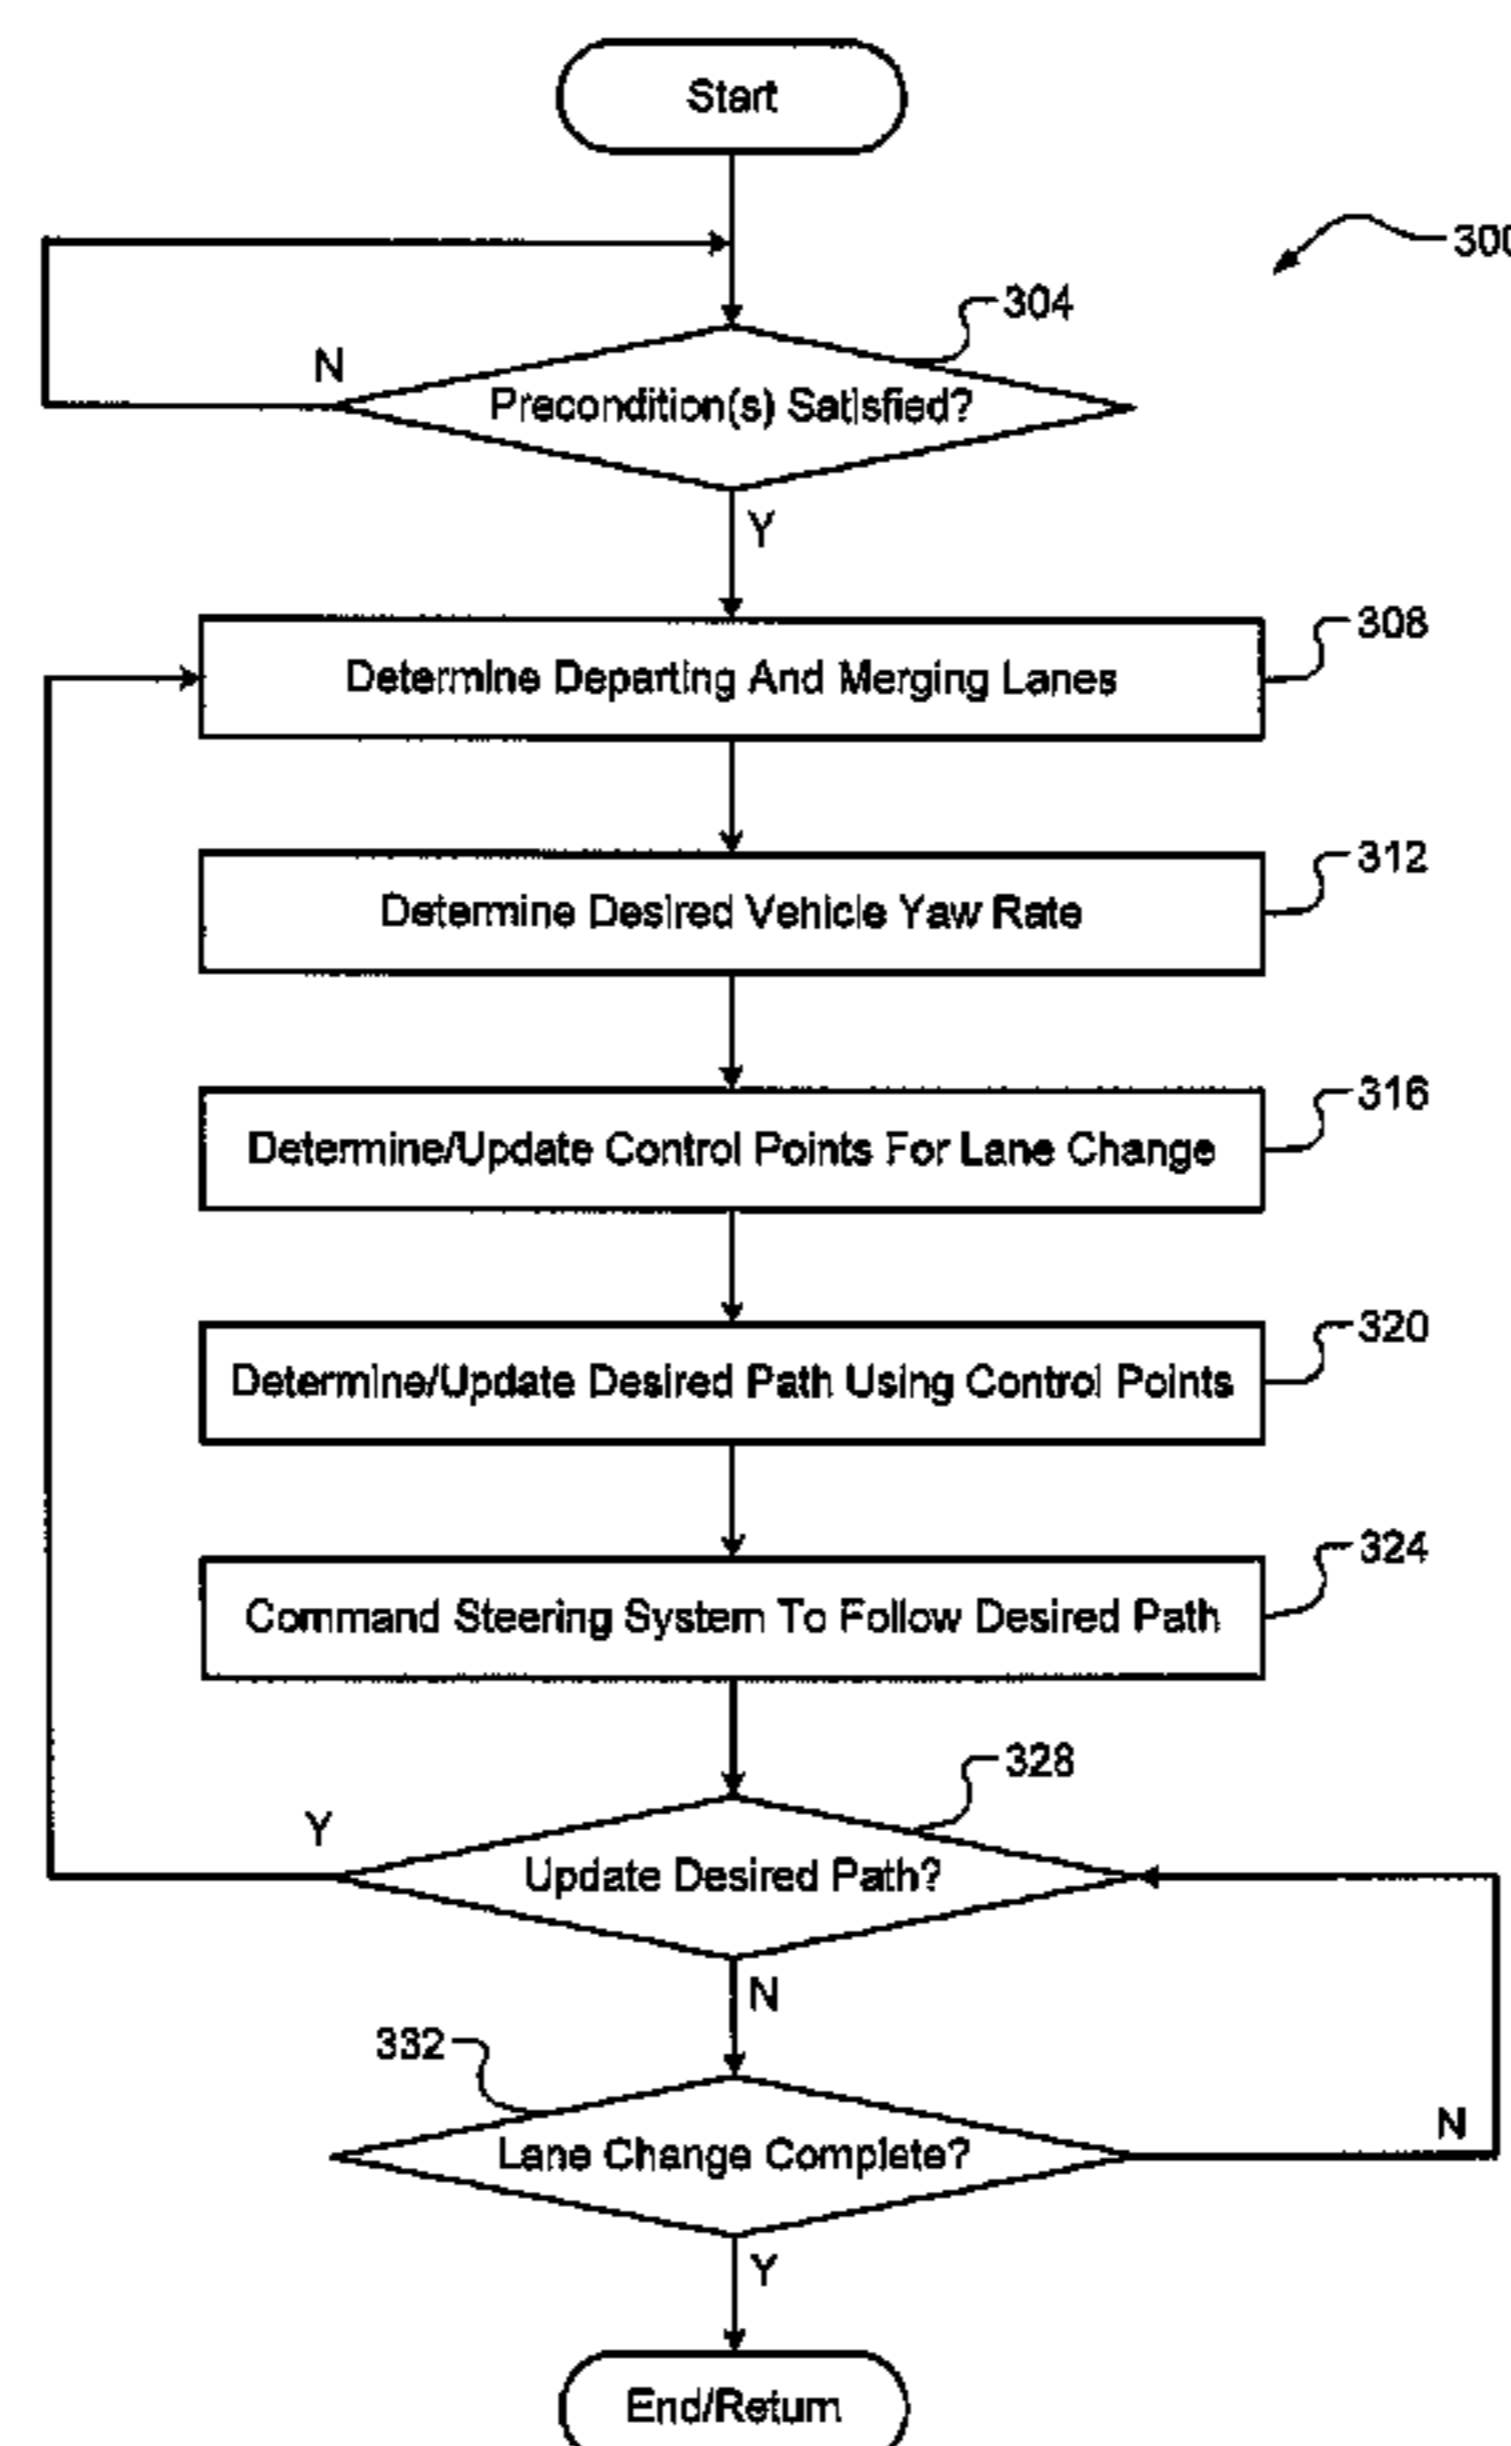 Start
300
304
N
Precondition(s) Satisfied?
Y
308
Determine Departing And Merging Lanes
312
Determine Desired Vehicle Yaw Rate
316
Determine/Update Control Points For Lane Change
320
Determine/Update Desired Path Using Control Points
324
Command Steering System To Follow Desired Path
328
Y
Update Desired Path?
N
332
N
Lane Change Complete?
Y
End/Return